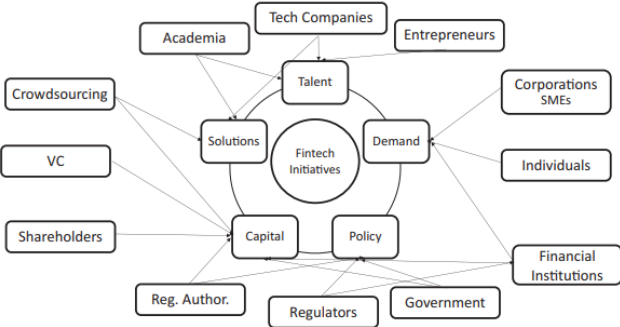 Tech Companies
Academia
Entrepreneurs
Talent
Crowdsourcing
Corporations
SMEs
Solutions
Fintech
Initiatives
Demand
VC
Individuals
Shareholders
Capital
Policy
Financial
Institutions
Reg. Author.
Regulators
Government